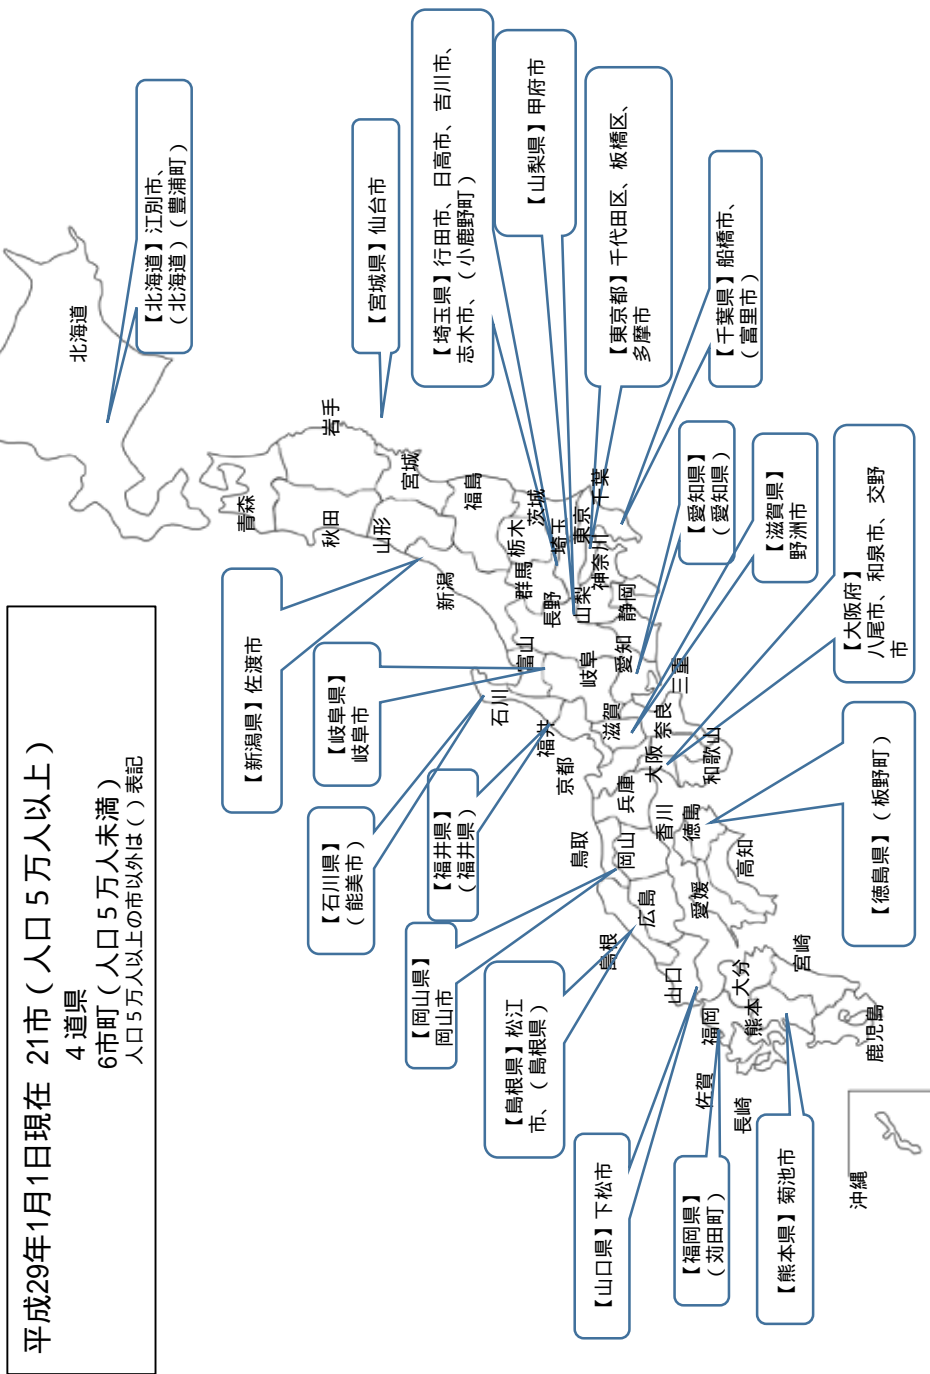 平成29年1月1日現在 21市（人口５万人以上）
４道県
6市町（人口５万人未満）
人口５万人以上の市以外は（）表記
【北海道】江別市、
（北海道）（豊浦町）
【宮城県】仙台市
【埼玉県】行田市、日高市、吉川市、
志木市、（小鹿野町）
【山梨県】甲府市
【東京都】千代田区、板橋区、
多摩市
【千葉県】船橋市、
（富里市）
【愛知県】
（愛知県）
【滋賀県】
野洲市
【大阪府】
八尾市、和泉市、交野
市
【徳島県】（板野町）
【新潟県】佐渡市
【岐阜県】
岐阜市
【石川県】
（能美市）
【福井県】
（福井県）
【岡山県】
岡山市
【島根県】松江
市、（島根県）
【山口県】下松市
【福岡県】
（苅田町）
【熊本県】菊池市
北海道
青森
岩手
秋田
宮城
山形
福島
新潟
茨城
栃木
群馬
埼玉
千葉
東京
神奈川
長野
山梨
静岡
富山
岐阜
愛知
石川
福井
滋賀
三重
京都
奈良
大阪
和歌山
兵庫
鳥取
岡山
香川
徳島
高知
愛媛
広島
島根
山口
福岡
大分
宮崎
熊本
佐賀
長崎
鹿児島
沖縄